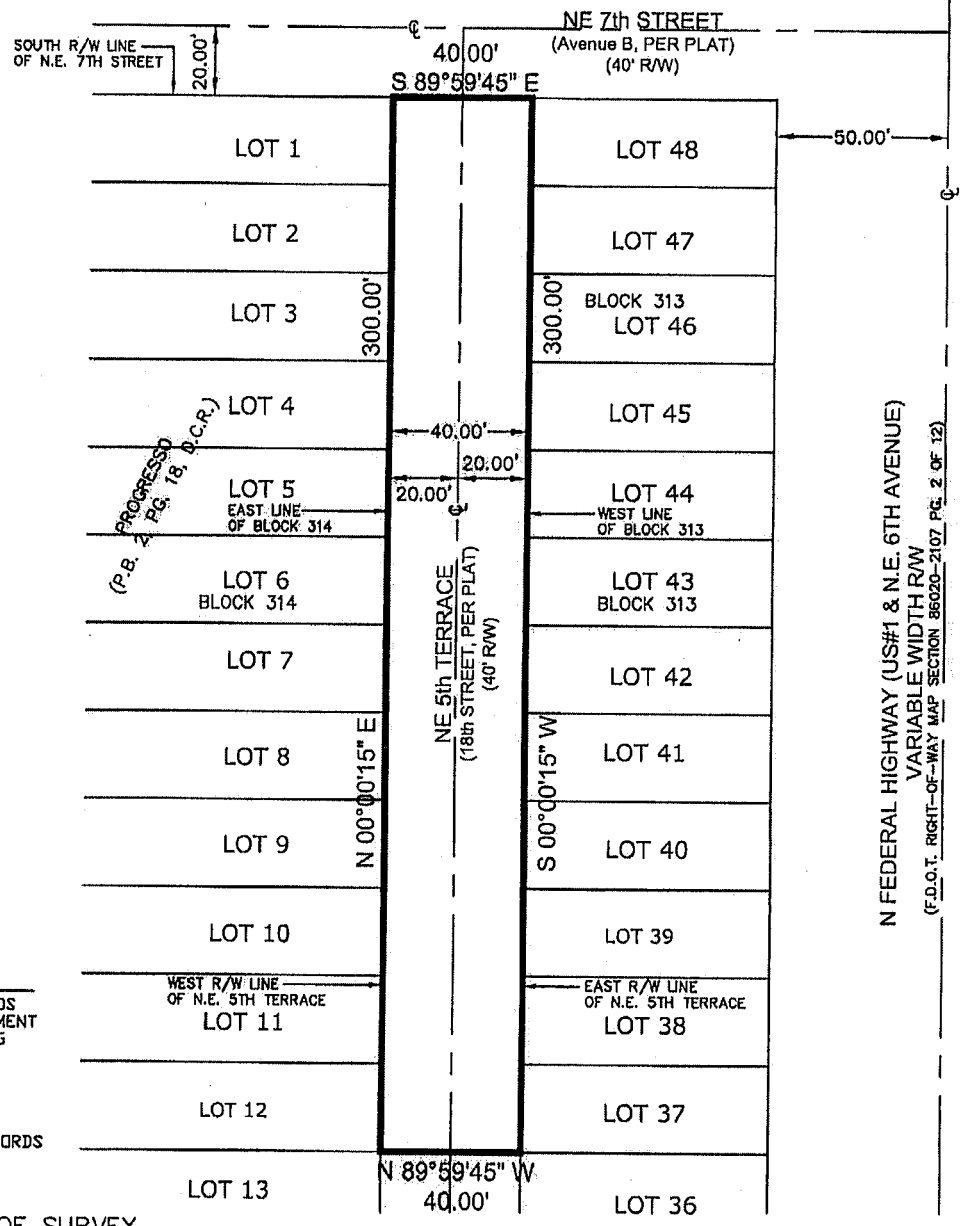 NE 7th STREET
(Avenue B, PER PLAT)
(40' R/W)
SOUTH R/W LINE
OF N.E. 7TH STREET
20.00'
40.00'
S 89°59'45" E
50.00'
LOT 1
LOT 48
LOT 2
LOT 47
LOT 3
300.00'
300.00'
BLOCK 313
LOT 46
LOT 4
LOT 45
PROGRESSO
(P.B. 2, PG. 18, D.C.R.)
40.00'
20.00'
20.00'
LOT 5
EAST LINE
OF BLOCK 314
LOT 44
WEST LINE
OF BLOCK 313
LOT 6
BLOCK 314
LOT 43
BLOCK 313
NE 5th TERRACE
(18th STREET, PER PLAT)
(40' R/W)
N FEDERAL HIGHWAY (US#1 & N.E. 6TH AVENUE)
VARIABLE WIDTH R/W
(F.D.O.T. RIGHT-OF-WAY MAP SECTION 86020-2107 PG. 2 OF 12)
LOT 7
LOT 42
LOT 8
N 00°00'15" E
S 00°00'15" W
LOT 41
LOT 9
LOT 40
LOT 10
LOT 39
WEST R/W LINE
OF N.E. 5TH TERRACE
EAST R/W LINE
OF N.E. 5TH TERRACE
LOT 11
LOT 38
LOT 12
LOT 37
N 89°59'45" W
40.00'
LOT 13
LOT 36
DS
MENT
G
ORDS
OF SURVEY